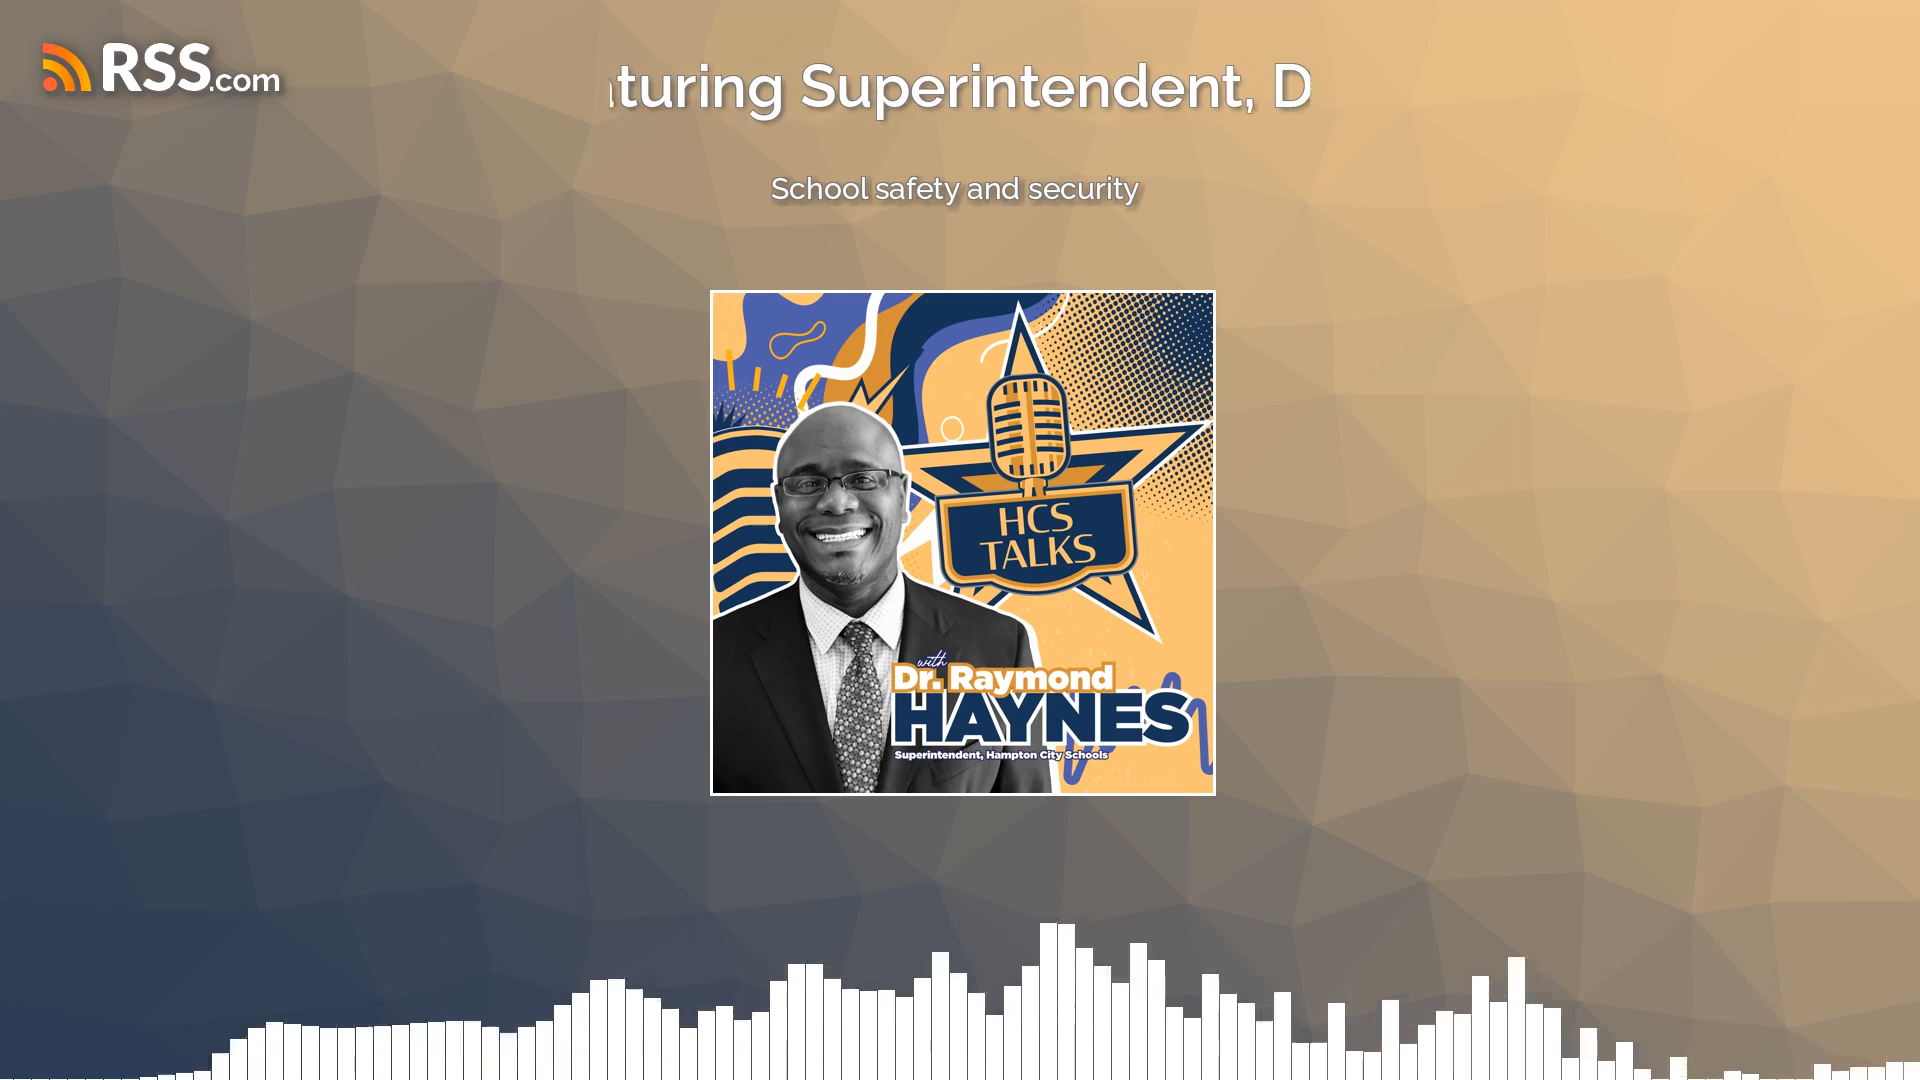 RSS.com
turing Superintendent, D
School safety and security
HCS
TALKS
with
Dr. Raymond
HAYNES
Superintendent, Hampton City Schools